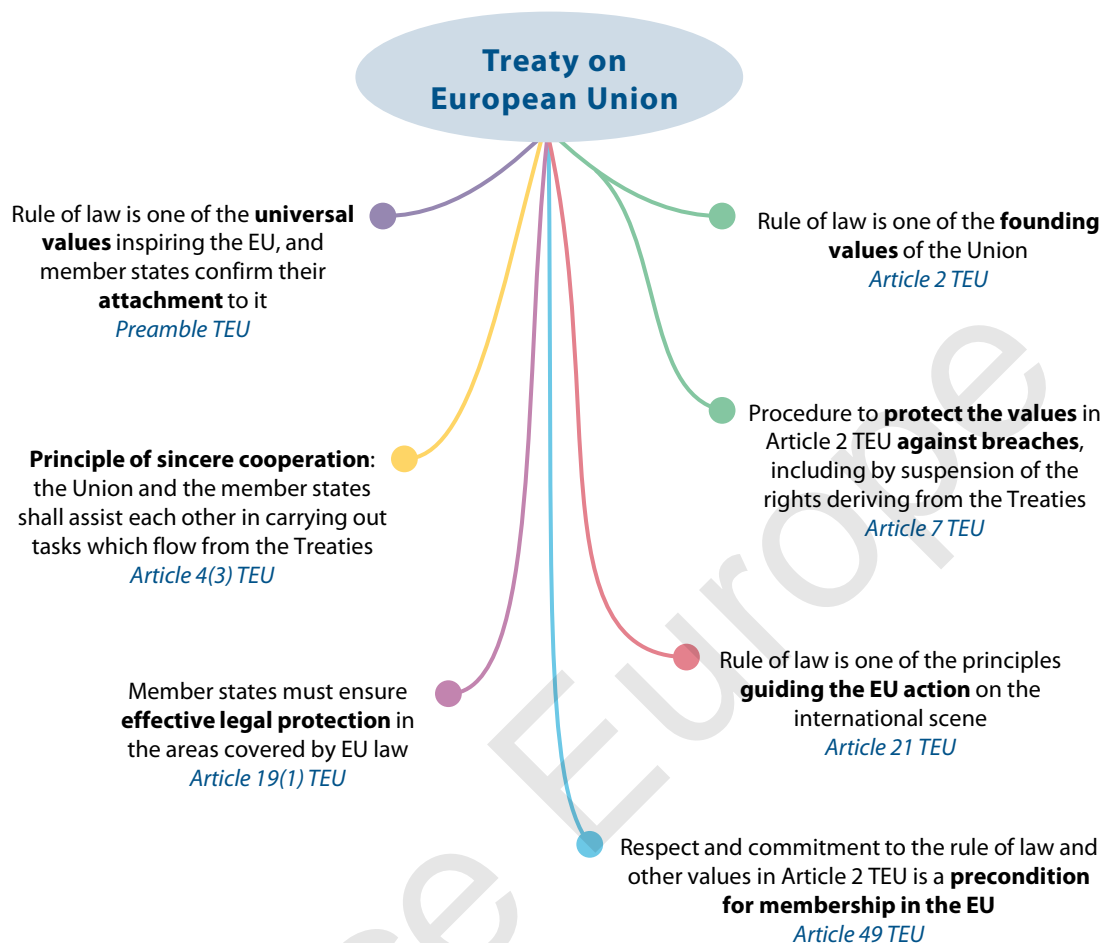 Treaty on
European Union
Rule of law is one of the universal
values inspiring the EU, and
member states confirm their
attachment to it
Preamble TEU
Rule of law is one of the founding
values of the Union
Article 2 TEU
Procedure to protect the values in
Article 2 TEU against breaches,
including by suspension of the
rights deriving from the Treaties
Article 7 TEU
Principle of sincere cooperation:
the Union and the member states
shall assist each other in carrying out
tasks which flow from the Treaties
Article 4(3) TEU
Rule of law is one of the principles
guiding the EU action on the
international scene
Article 21 TEU
Member states must ensure
effective legal protection in
the areas covered by EU law
Article 19(1) TEU
Respect and commitment to the rule of law and
other values in Article 2 TEU is a precondition
for membership in the EU
Article 49 TEU
Europe